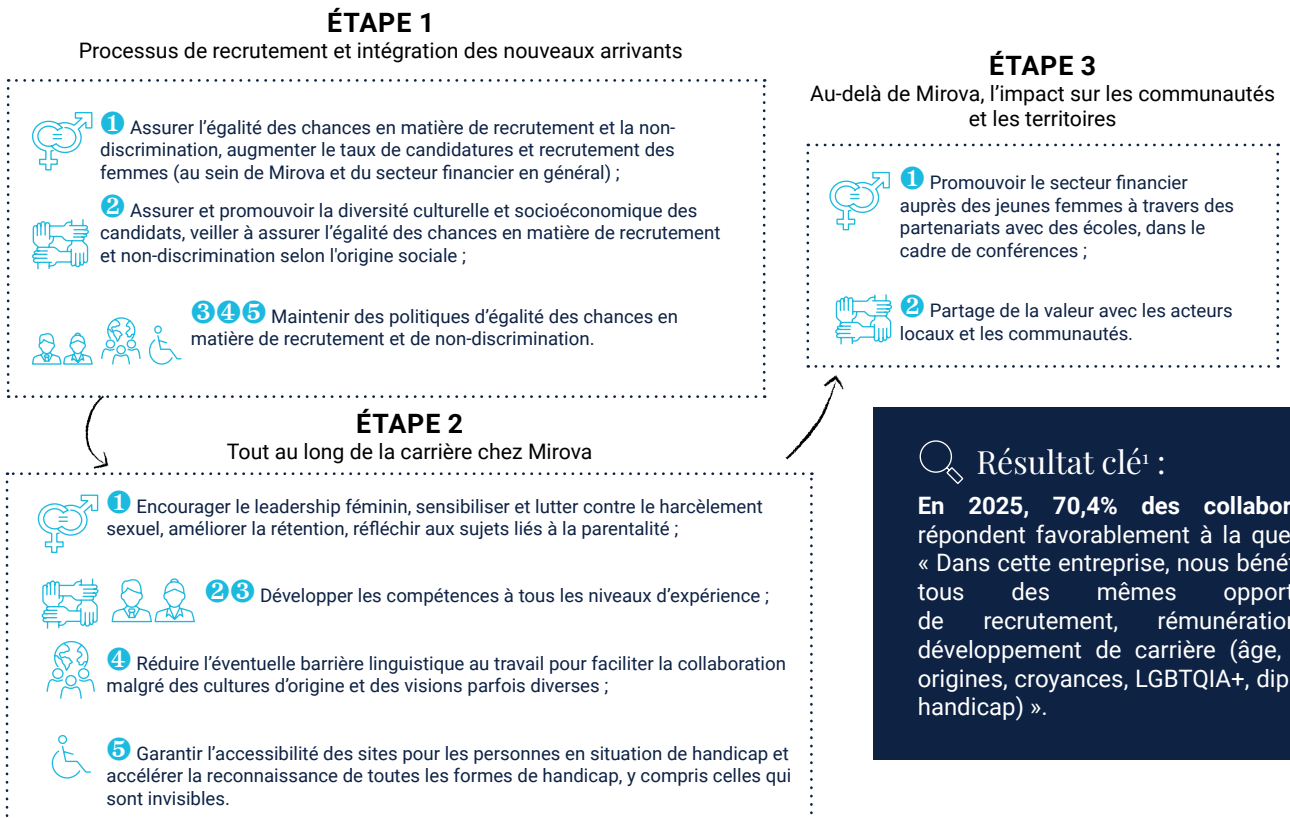 ÉTAPE 1
Processus de recrutement et intégration des nouveaux arrivants
❶ Assurer l’égalité des chances en matière de recrutement et la non-
discrimination, augmenter le taux de candidatures et recrutement des
femmes (au sein de Mirova et du secteur financier en général) ;
❷ Assurer et promouvoir la diversité culturelle et socioéconomique des
candidats, veiller à assurer l’égalité des chances en matière de recrutement
et non-discrimination selon l'origine sociale ;
❸❹❺ Maintenir des politiques d’égalité des chances en
matière de recrutement et de non-discrimination.
ÉTAPE 2
Tout au long de la carrière chez Mirova
❶ Encourager le leadership féminin, sensibiliser et lutter contre le harcèlement
sexuel, améliorer la rétention, réfléchir aux sujets liés à la parentalité ;
❷❸ Développer les compétences à tous les niveaux d’expérience ;
❹ Réduire l’éventuelle barrière linguistique au travail pour faciliter la collaboration
malgré des cultures d’origine et des visions parfois diverses ;
❺ Garantir l’accessibilité des sites pour les personnes en situation de handicap et
accélérer la reconnaissance de toutes les formes de handicap, y compris celles qui
sont invisibles.
ÉTAPE 3
Au-delà de Mirova, l’impact sur les communautés
et les territoires
❶ Promouvoir le secteur financier
auprès des jeunes femmes à travers des
partenariats avec des écoles, dans le
cadre de conférences ;
❷ Partage de la valeur avec les acteurs
locaux et les communautés.
Résultat clé¹ :
En 2025, 70,4% des
répondent favorablement à la
« Dans cette entreprise, nous
tous des mêmes
de recrutement,
développement de carrière (âge,
origines, croyances, LGBTQIA+,
handicap) ».